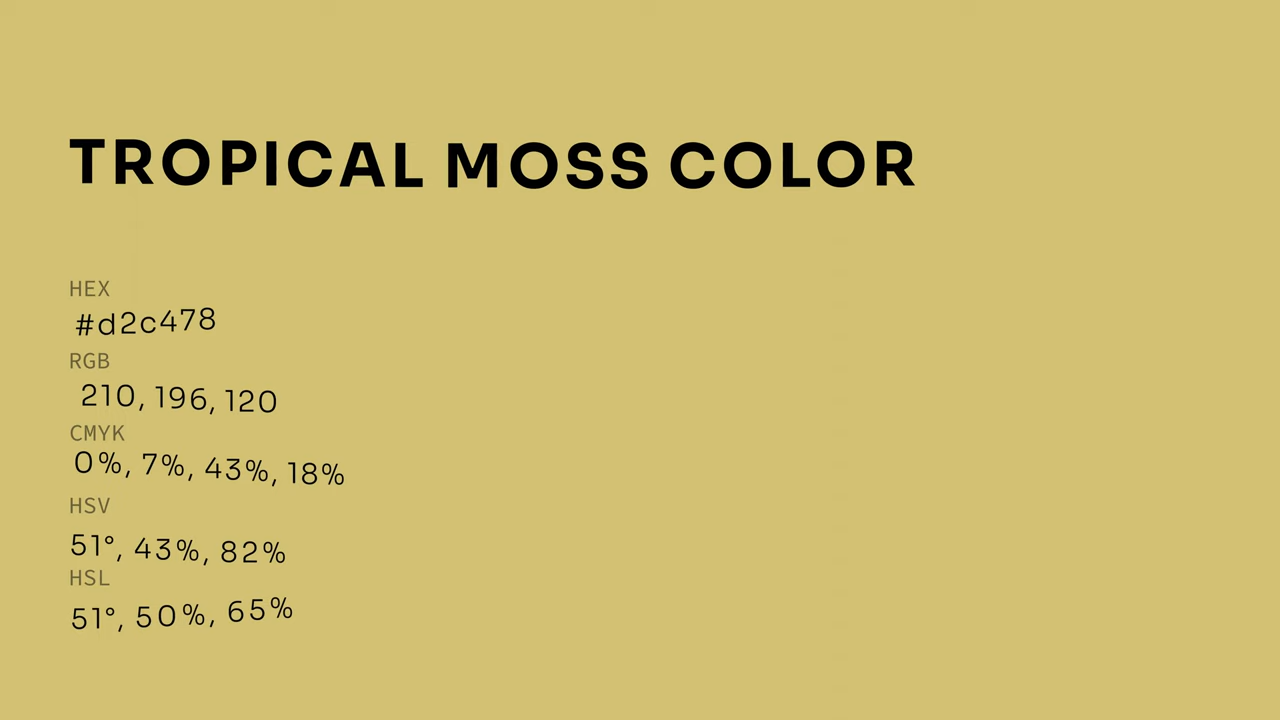 TROPICAL MOSS COLOR
HEX
#d2c478
RGB
210, 196, 120
CMYK
0%, 7%, 43%, 18%
HSV
51°, 43%, 82%
HSL
51°, 50%, 65%